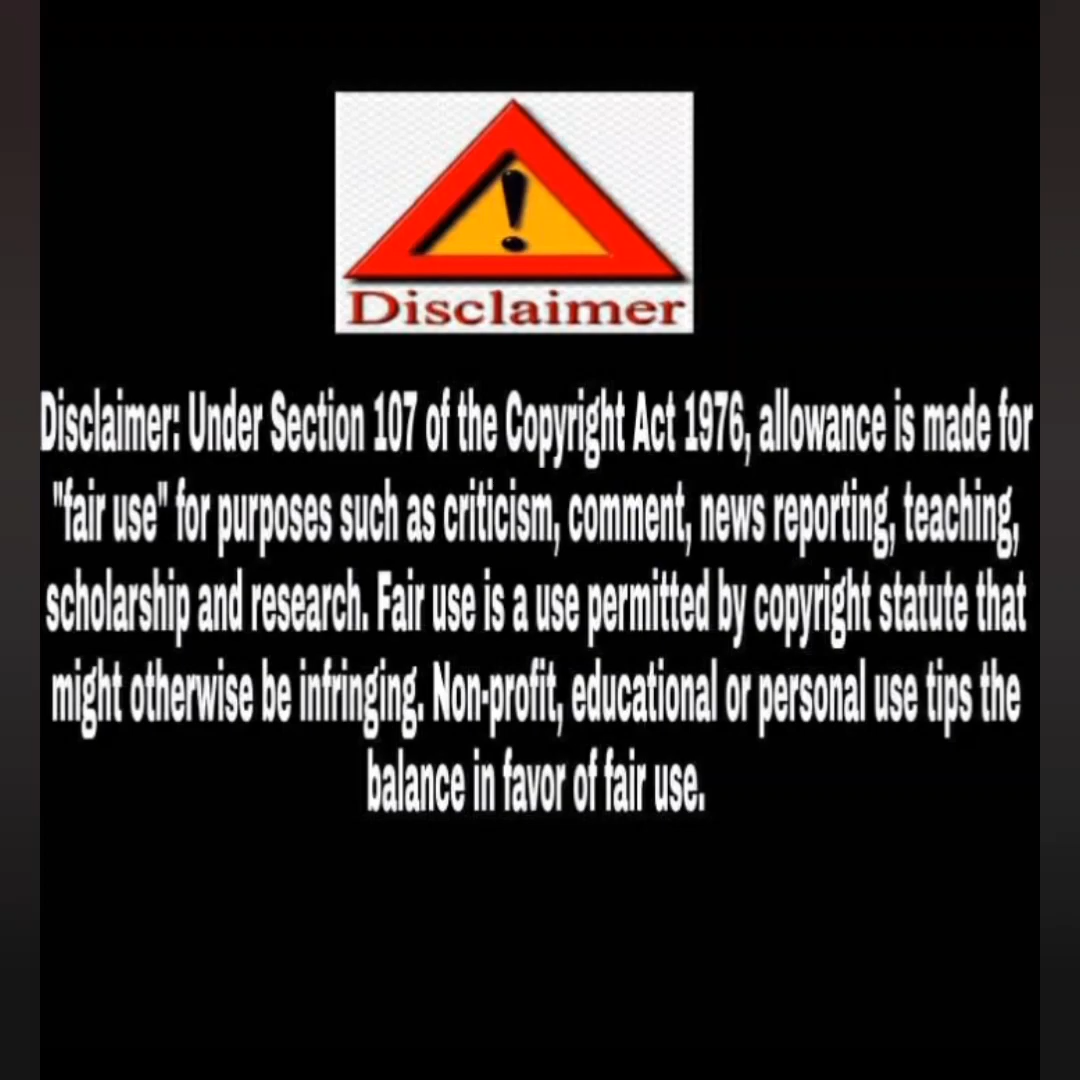 Disclaimer
Disclaimer: Under Section 107 of the Copyright Act 1976, allowance is made for
"fair use" for purposes such as criticism, comment, news reporting, teaching,
scholarship and research. Fair use is a use permitted by copyright statute that
might otherwise be infringing. Non-profit, educational or personal use tips the
balance in favor of fair use.